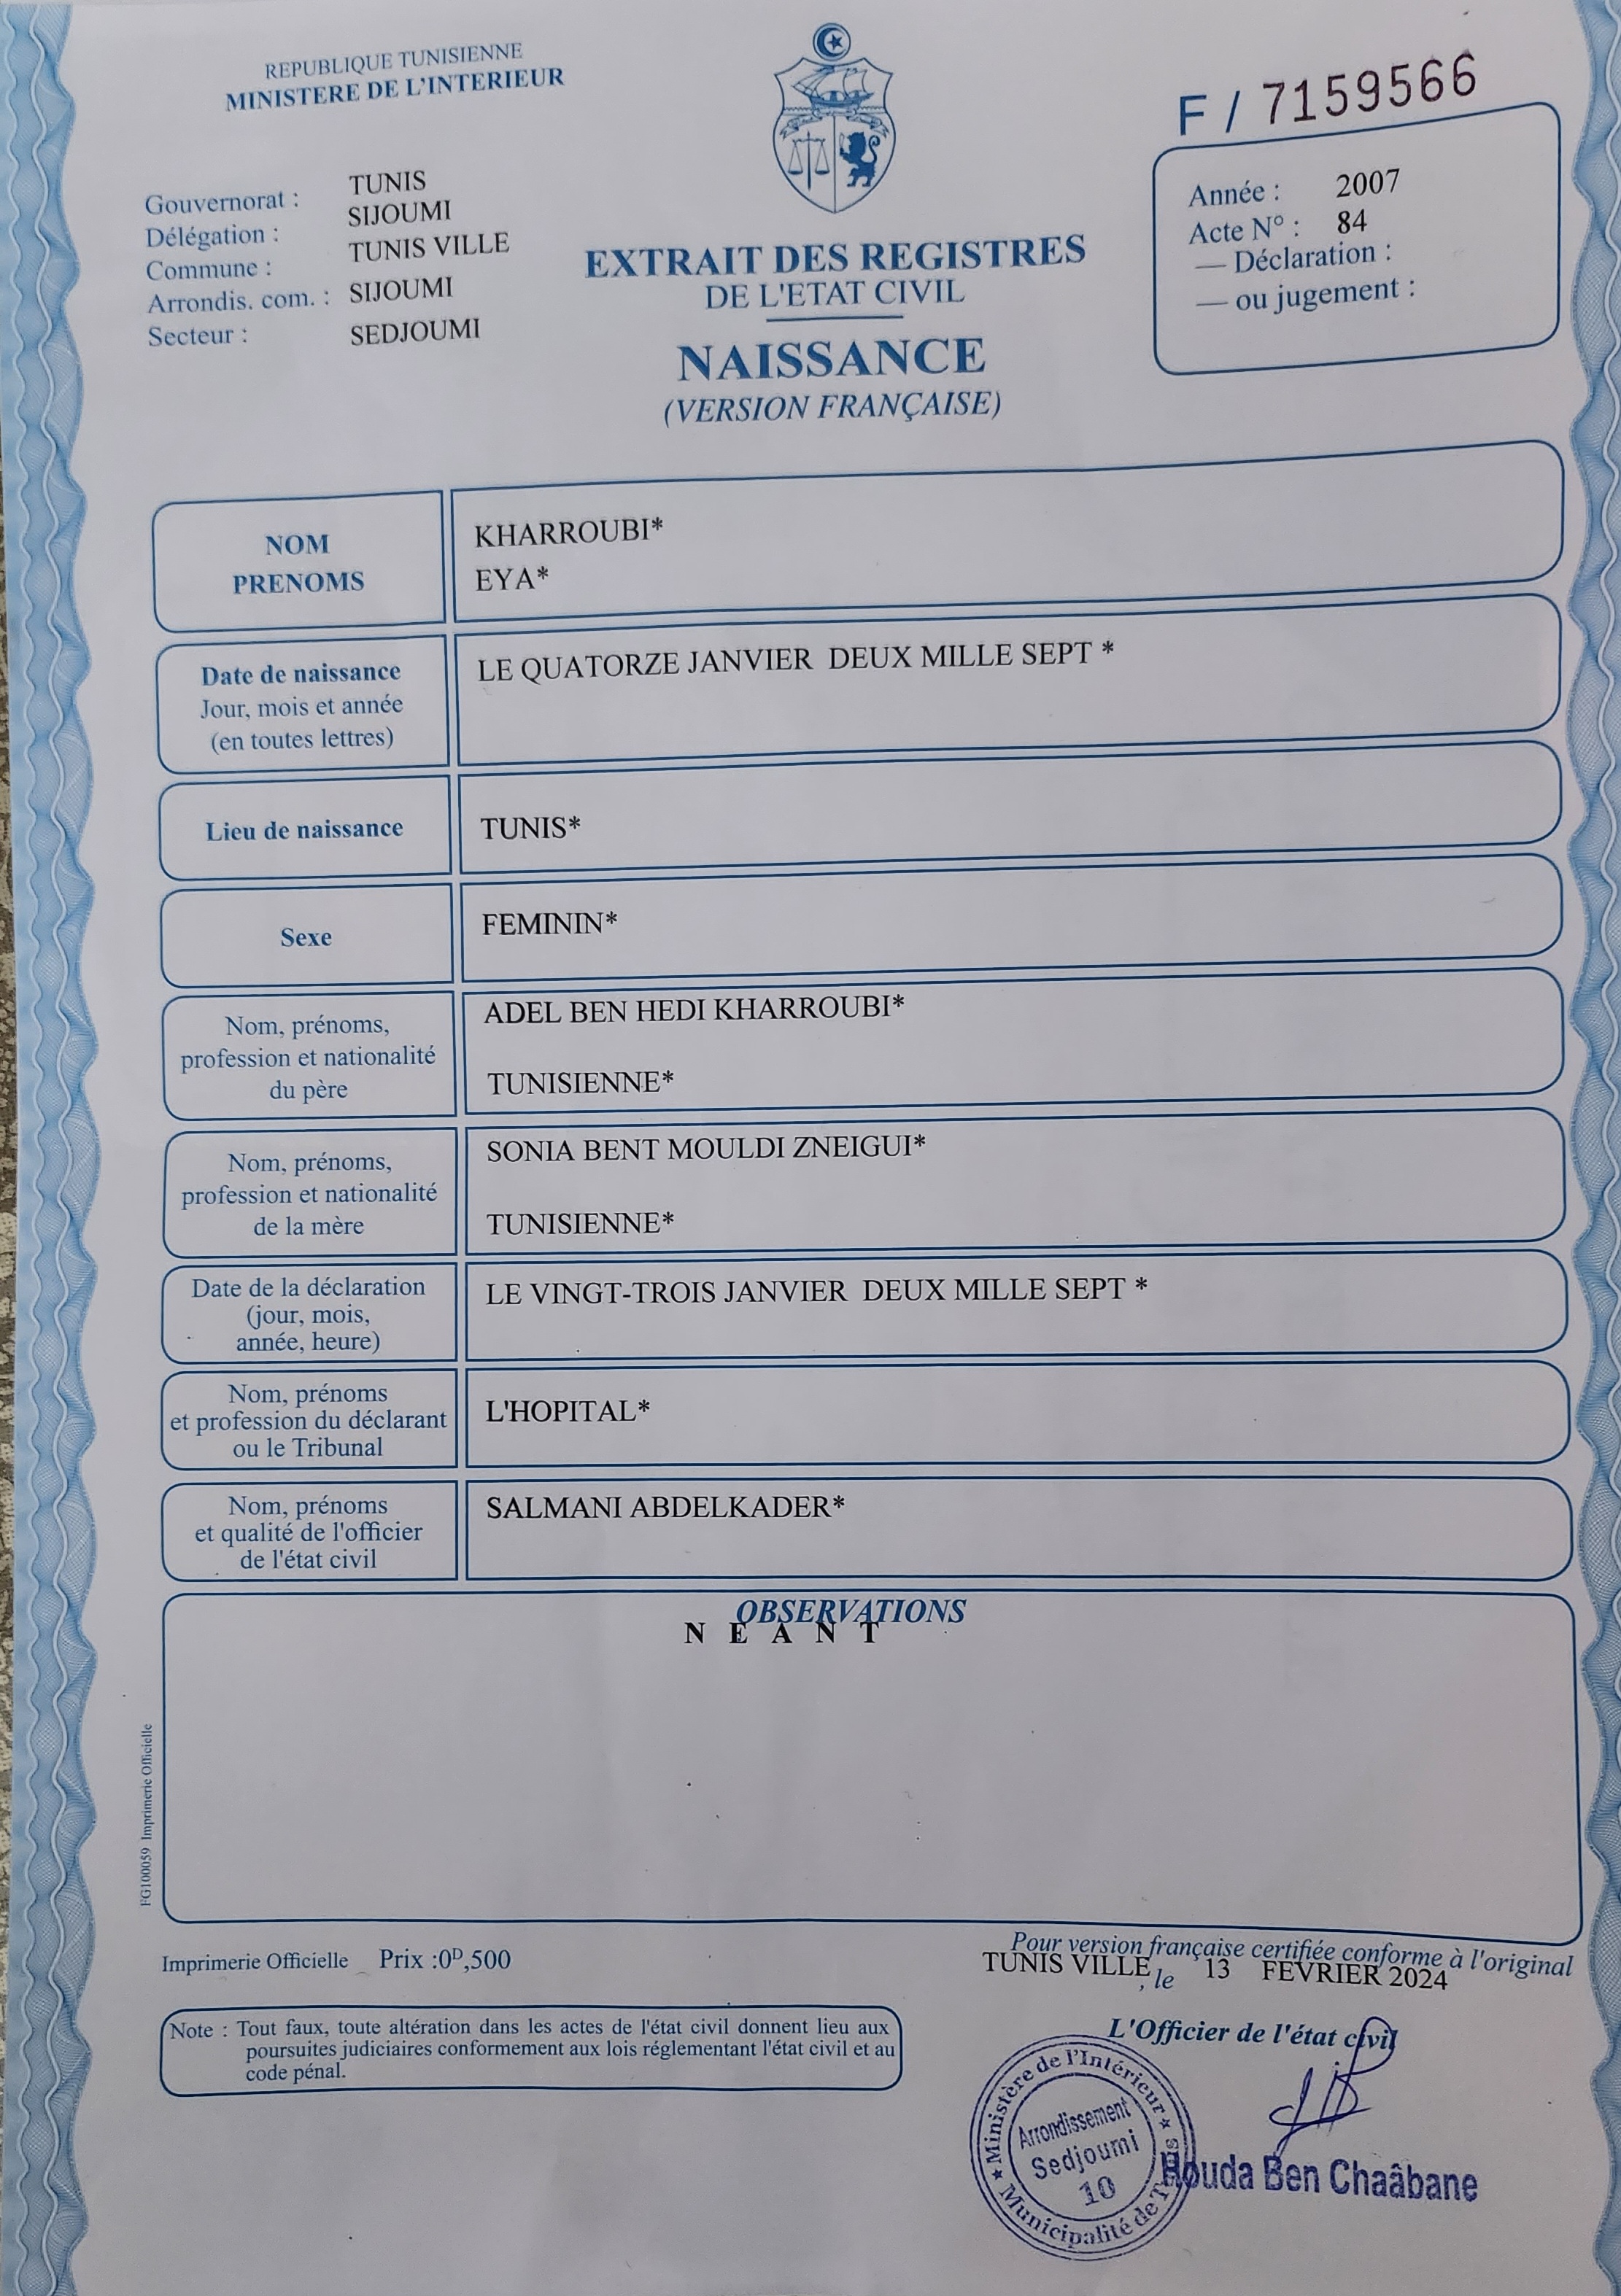 REPUBLIQUE TUNISIENNE
MINISTERE DE L'INTERIEUR
F / 7159566
Gouvernorat : TUNIS
Délégation : SIJOUMI
Commune : TUNIS VILLE
Arrondis. com. : SIJOUMI
Secteur : SEDJOUMI
EXTRAIT DES REGISTRES
DE L'ETAT CIVIL
NAISSANCE
(VERSION FRANÇAISE)
Année : 2007
Acte N° : 84
— Déclaration :
— ou jugement :
NOM
PRENOMS
KHARROUBI*
EYA*
Date de naissance
Jour, mois et année
(en toutes lettres)
LE QUATORZE JANVIER DEUX MILLE SEPT *
Lieu de naissance
TUNIS*
Sexe
FEMININ*
Nom, prénoms,
profession et nationalité
du père
ADEL BEN HEDI KHARROUBI*
TUNISIENNE*
Nom, prénoms,
profession et nationalité
de la mère
SONIA BENT MOULDI ZNEIGUI*
TUNISIENNE*
Date de la déclaration
(jour, mois,
année, heure)
LE VINGT-TROIS JANVIER DEUX MILLE SEPT *
Nom, prénoms
et profession du déclarant
ou le Tribunal
L'HOPITAL*
Nom, prénoms
et qualité de l'officier
de l'état civil
SALMANI ABDELKADER*
OBSERVATIONS
N E A N T
FG100059 Imprimerie Officielle
Imprimerie Officielle Prix :0D,500
Pour version française certifiée conforme à l'original
TUNIS VILLE, le 13 FEVRIER 2024
Note : Tout faux, toute altération dans les actes de l'état civil donnent lieu aux
poursuites judiciaires conformement aux lois réglementant l'état civil et au
code pénal.
L'Officier de l'état civil
★ Ministère de l'Intérieur ★
Municipalité de Tunis
Arrondissement
Sedjoumi
10
Houda Ben Chaâbane